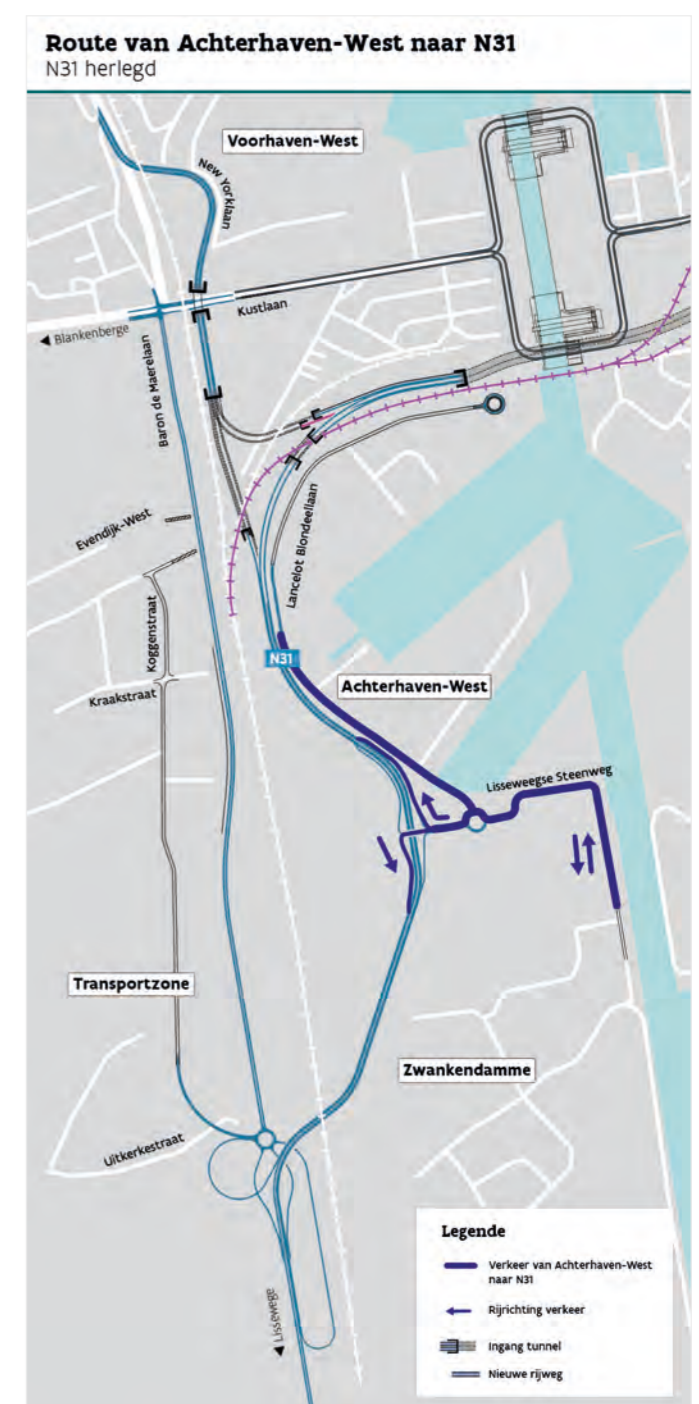 Route van Achterhaven-West naar N31
N31 herlegd
Voorhaven-West
New Yorklaan
Kustlaan
◀ Blankenberge
Baron de Maerelaan
Evendijk-West
Lancelot Blondeellaan
Koggenstraat
N31
Achterhaven-West
Kraakstraat
Lisseweegse Steenweg
Transportzone
Zwankendamme
Uitkerkestraat
◀ Lissewege
Legende
Verkeer van Achterhaven-West
naar N31
Rijrichting verkeer
Ingang tunnel
Nieuwe rijweg